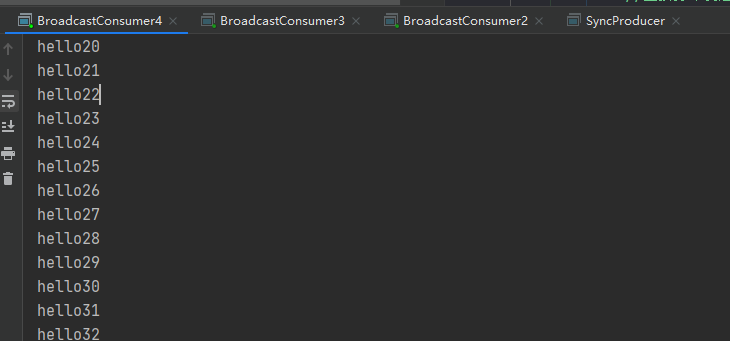 BroadcastConsumer4 BroadcastConsumer3 BroadcastConsumer2 SyncProducer
hello20
hello21
hello22
hello23
hello24
hello25
hello26
hello27
hello28
hello29
hello30
hello31
hello32